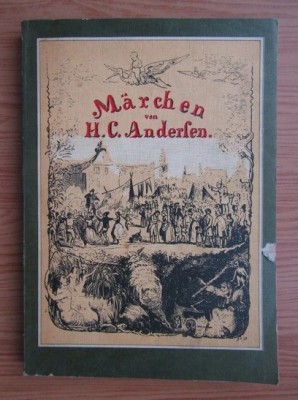 Märchen
von
H.C. Anderſen.